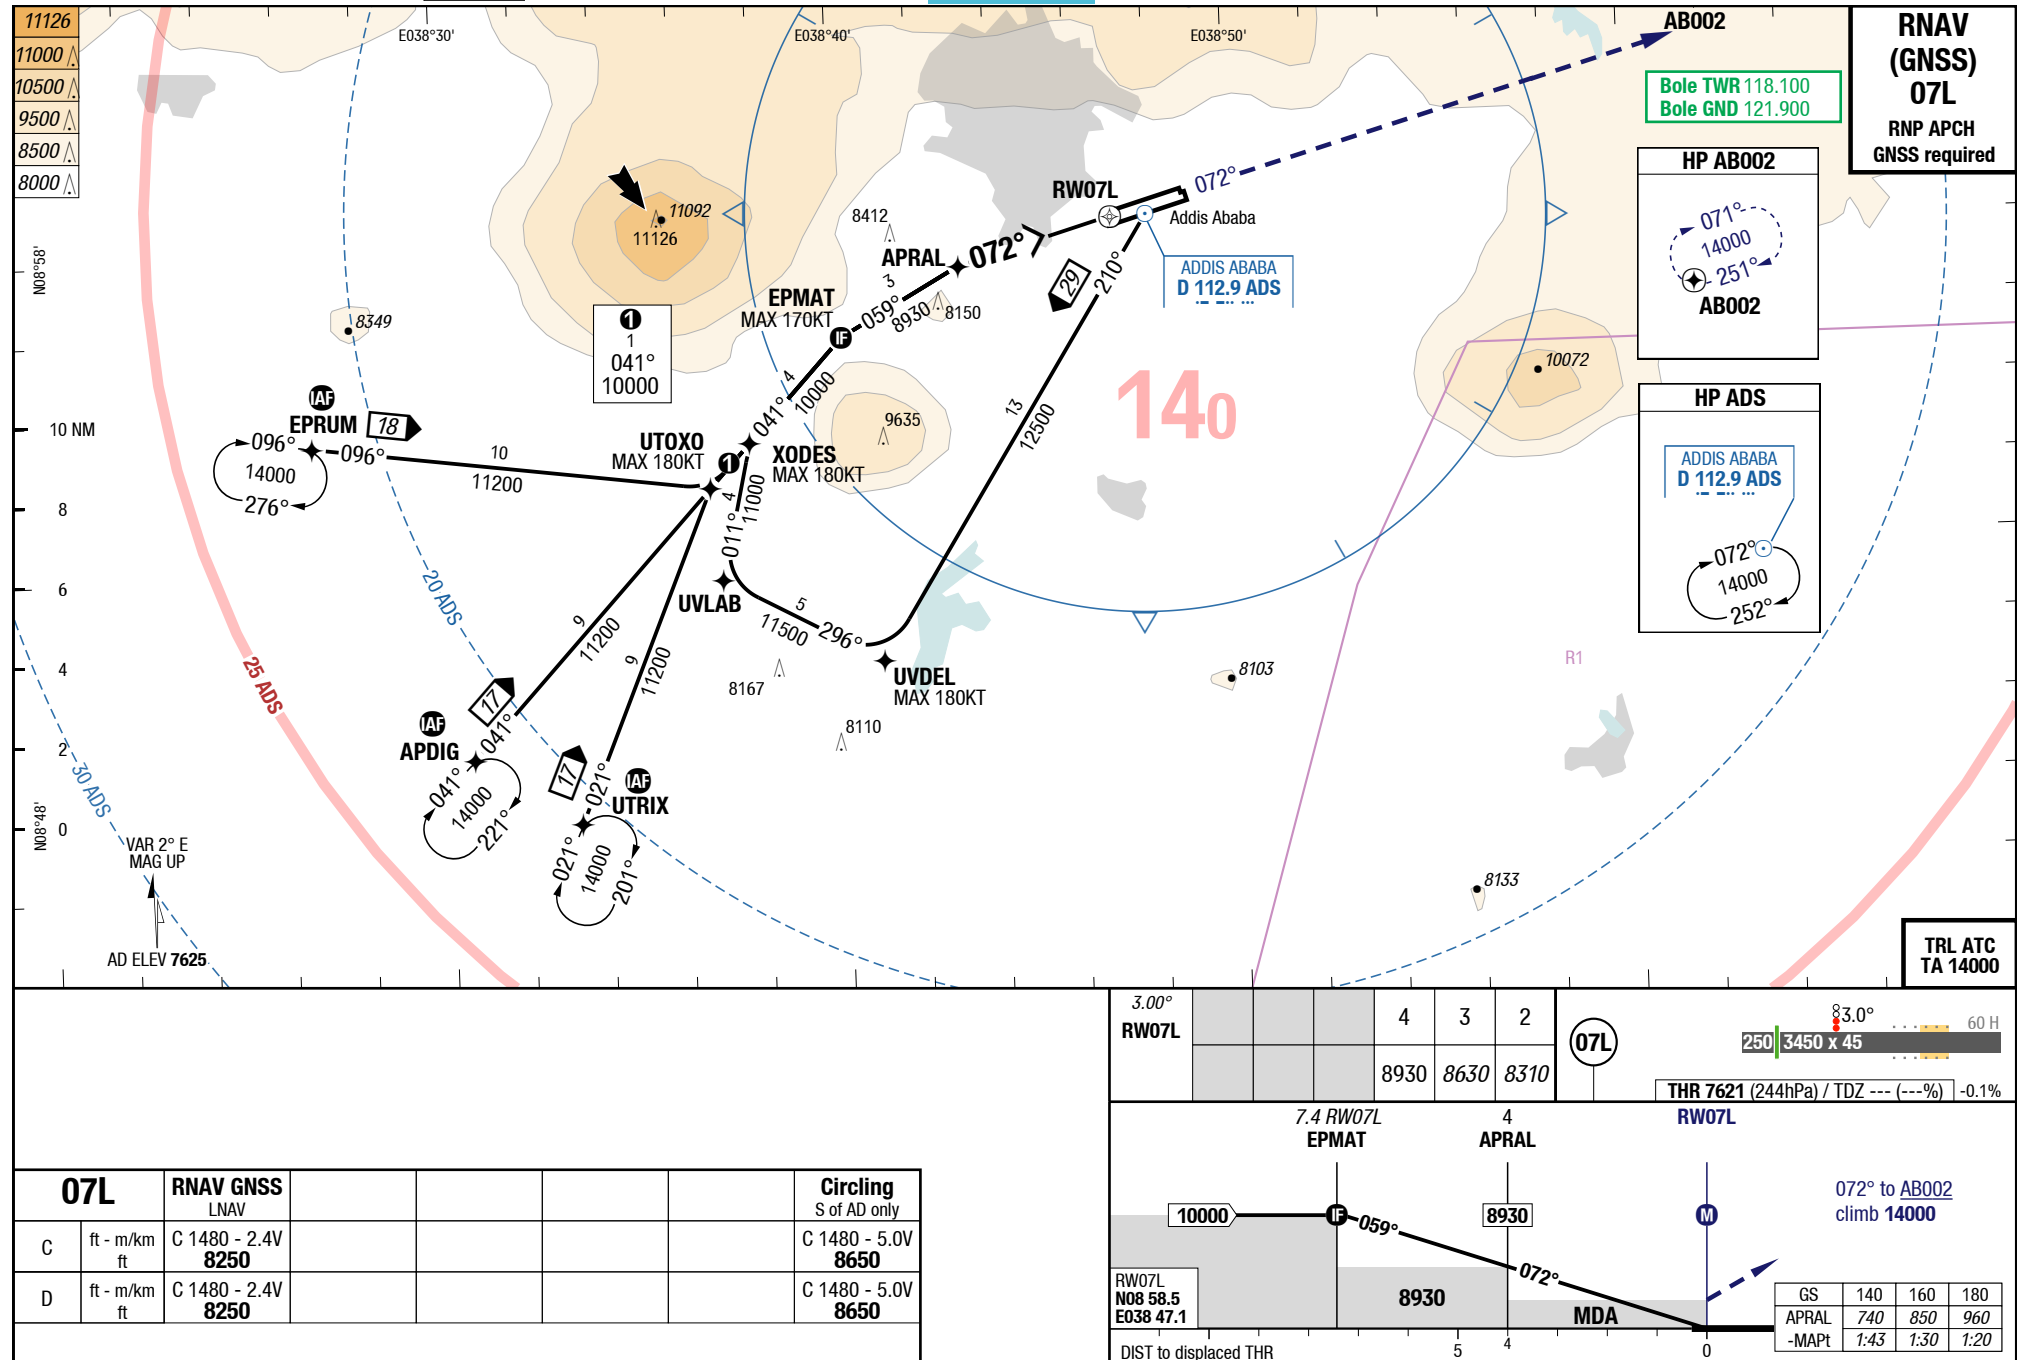 11126
11000
10500
9500
8500
8000
E038°30'
E038°40'
E038°50'
AB002
RNAV
(GNSS)
07L
RNP APCH
GNSS required
Bole TWR 118.100
Bole GND 121.900
HP AB002
071°
14000
251°
AB002
HP ADS
ADDIS ABABA
D 112.9 ADS
072°
14000
252°
N08°58'
11092
11126
8412
RW07L
072°
Addis Ababa
APRAL
072°
ADDIS ABABA
D 112.9 ADS
29
210°
3
059°
8930
8150
EPMAT
MAX 170KT
IF
8349
1
1
041°
10000
10072
140
4
10000
041°
9635
13
12500
IAF
EPRUM
18
096°
096°
14000
276°
10
11200
UTOXO
MAX 180KT
1
XODES
MAX 180KT
4
11000
011°
10 NM
8
6
4
2
0
UVLAB
5
11500
296°
UVDEL
MAX 180KT
20 ADS
9
11200
9
11200
8167
8110
8103
R1
25 ADS
17
IAF
APDIG
041°
041°
14000
221°
17
IAF
UTRIX
021°
021°
14000
201°
30 ADS
N08°48'
VAR 2° E
MAG UP
AD ELEV 7625
8133
TRL ATC
TA 14000
3.00°
RW07L
4 3 2
8930 8630 8310
07L
3.0°
60 H
250 3450 x 45
THR 7621 (244hPa) / TDZ --- (---%) -0.1%
7.4 RW07L
EPMAT
4
APRAL
RW07L
10000
IF
059°
8930
M
072° to AB002
climb 14000
072°
8930
MDA
RW07L
N08 58.5
E038 47.1
DIST to displaced THR
5
4
0
GS 140 160 180
APRAL 740 850 960
-MAPt 1:43 1:30 1:20
07L
RNAV GNSS
LNAV
Circling
S of AD only
C
ft - m/km
ft
C 1480 - 2.4V
8250
C 1480 - 5.0V
8650
D
ft - m/km
ft
C 1480 - 2.4V
8250
C 1480 - 5.0V
8650